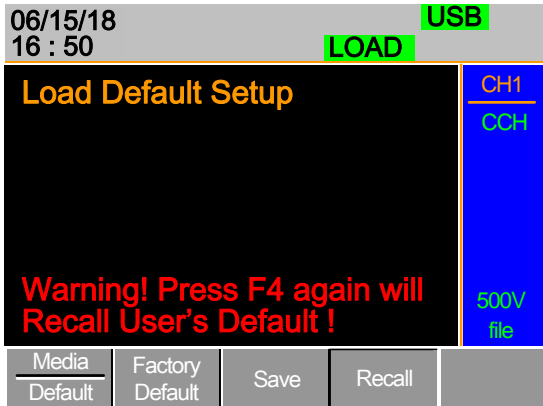 06/15/18
USB
16 : 50
LOAD
Load Default Setup
CH1
CCH
Warning! Press F4 again will
Recall User's Default !
500V
file
Media
Default
Factory
Default
Save
Recall